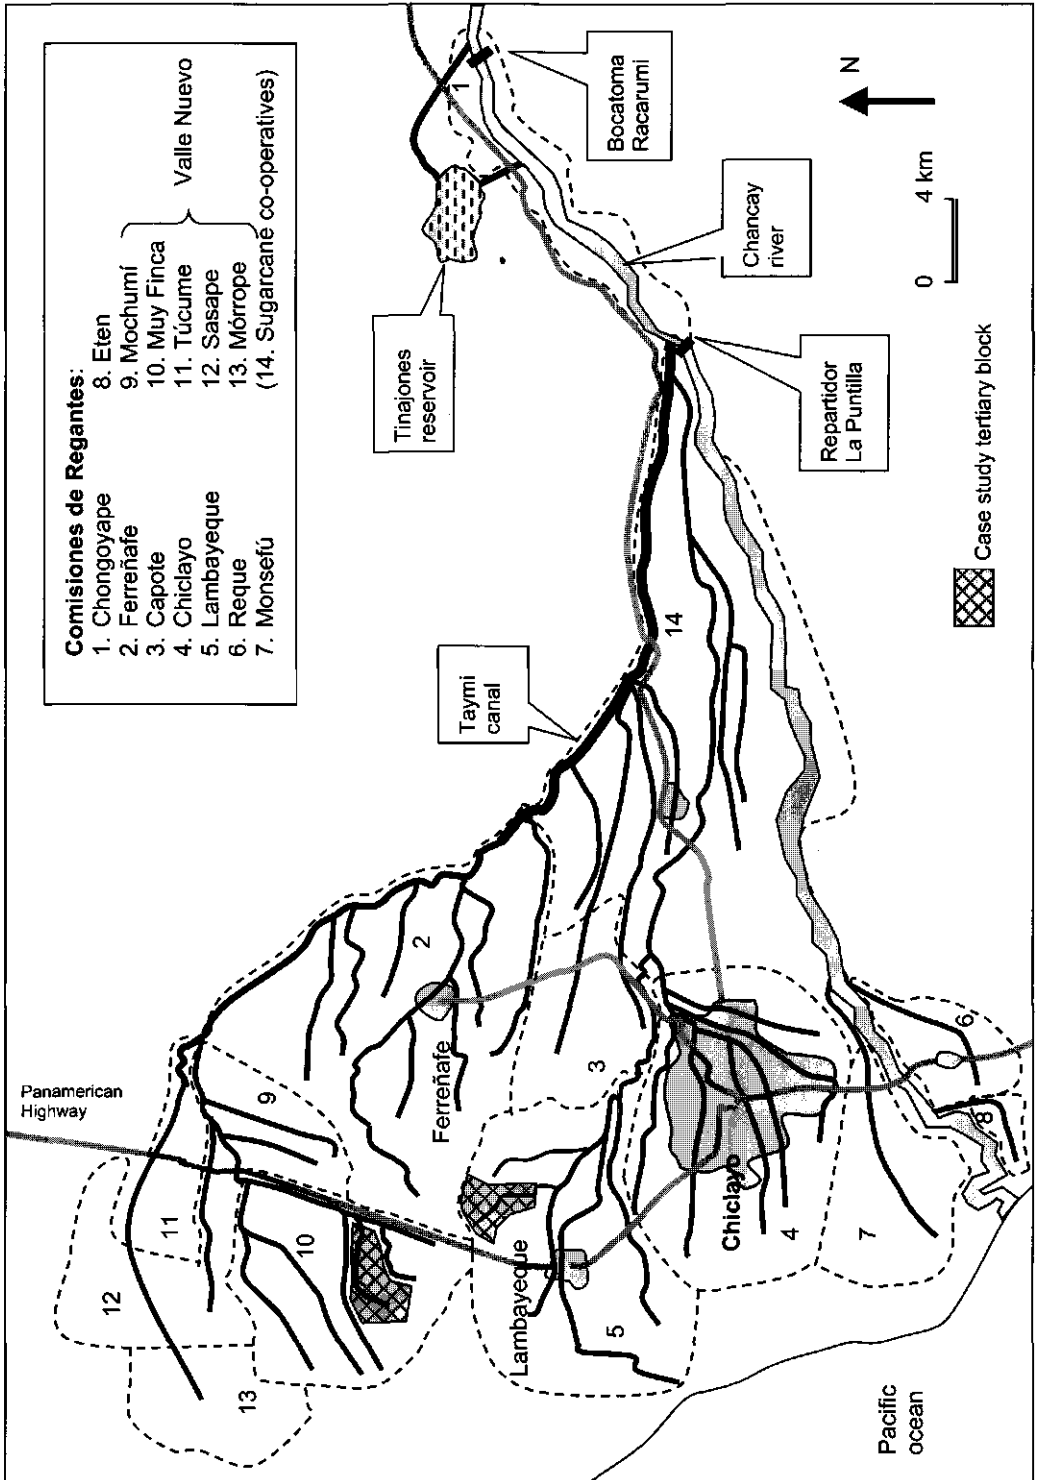 Comisiones de Regantes:
1. Chongoyape
2. Ferreñafe
3. Capote
4. Chiclayo
5. Lambayeque
6. Reque
7. Monsefú
8. Eten
9. Mochumí
10. Muy Finca
11. Túcume
12. Sasape
13. Mórrope
(14. Sugarcane co-operatives)
Valle Nuevo
Panamerican
Highway
12
13
11
10
9
Ferreñafe
2
Taymi
canal
Tinajones
reservoir
1
Bocatoma
Racarumi
N
Chancay
river
0 4 km
Repartidor
La Puntilla
14
3
Lambayeque
5
Chiclayo
4
7
6
8
Case study tertiary block
Pacific
ocean